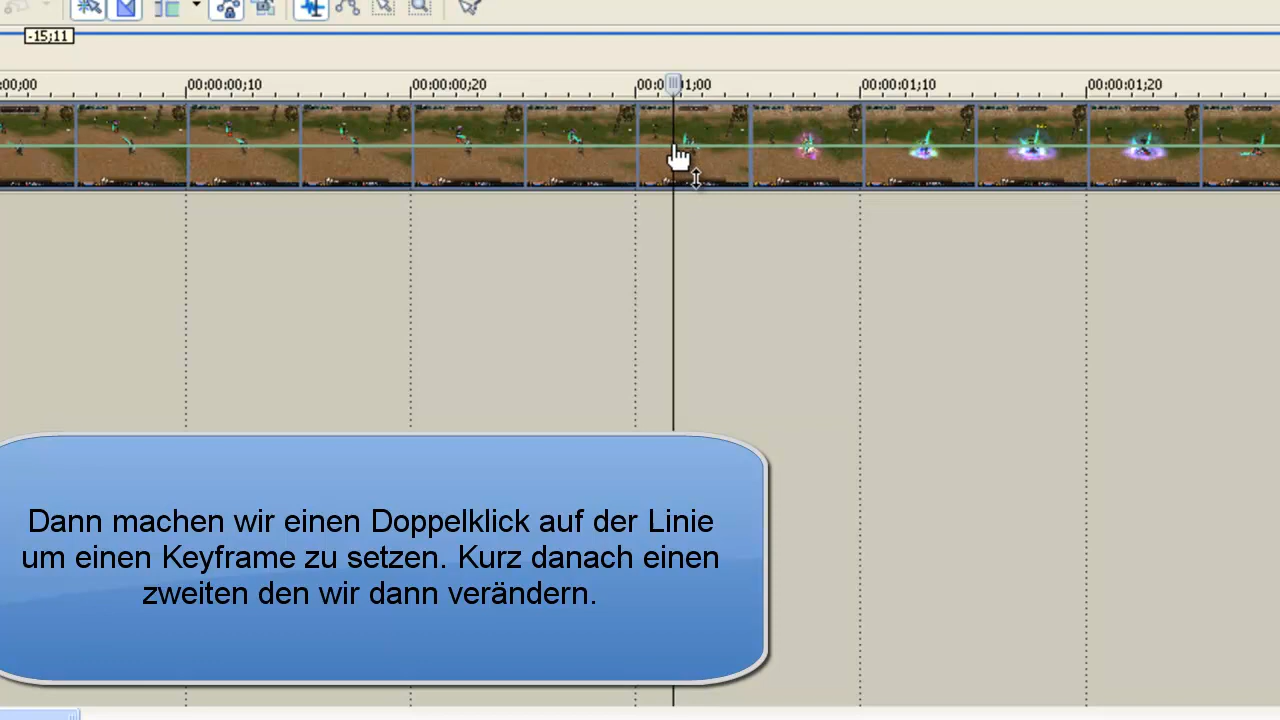 -15;11
00;00
00:00:00;10
00:00:00;20
1;00
00:00:01;10
00:00:01;20
Dann machen wir einen Doppelklick auf der Linie
um einen Keyframe zu setzen. Kurz danach einen
zweiten den wir dann verändern.